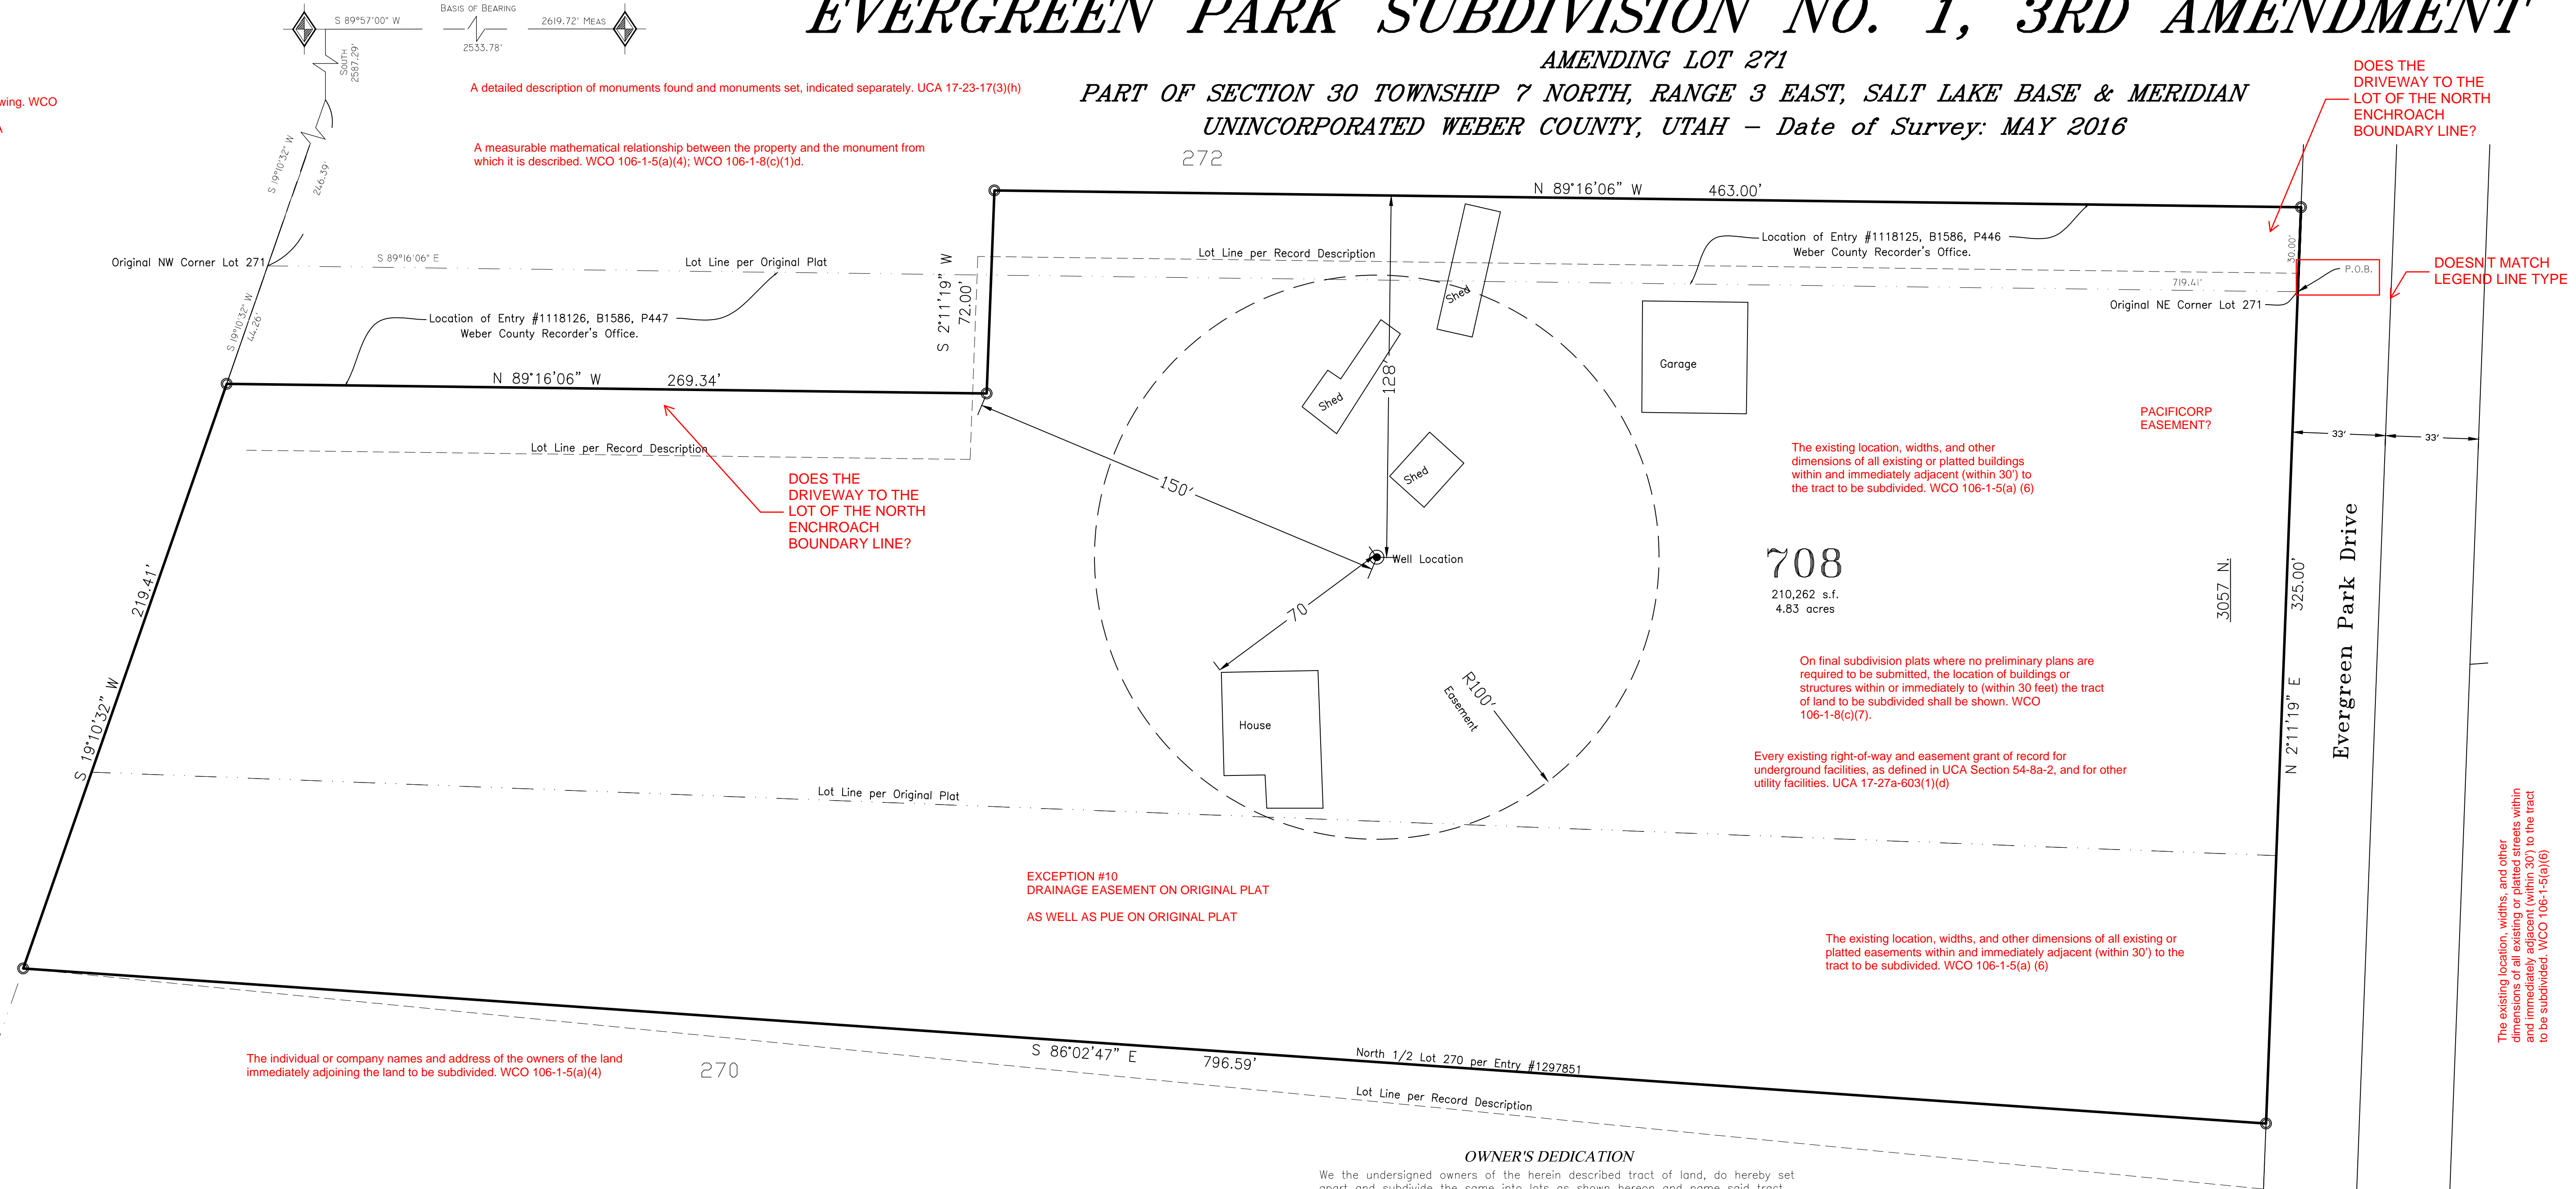 EVERGREEN PARK SUBDIVISION NO. 1, 3RD AMENDMENT
AMENDING LOT 271
PART OF SECTION 30 TOWNSHIP 7 NORTH, RANGE 3 EAST, SALT LAKE BASE & MERIDIAN
UNINCORPORATED WEBER COUNTY, UTAH – Date of Survey: MAY 2016
BASIS OF BEARING
S 89°57'00" W
2619.72' MEAS
2533.78'
SOUTH
2587.29'
wing. WCO
A detailed description of monuments found and monuments set, indicated separately. UCA 17-23-17(3)(h)
A measurable mathematical relationship between the property and the monument from
which it is described. WCO 106-1-5(a)(4); WCO 106-1-8(c)(1)d.
DOES THE
DRIVEWAY TO THE
LOT OF THE NORTH
ENCHROACH
BOUNDARY LINE?
S 19°10'32" W
246.39'
272
N 89°16'06" W 463.00'
Original NW Corner Lot 271
S 89°16'06" E
Lot Line per Original Plat
S 2°11'19" W
72.00'
Lot Line per Record Description
Location of Entry #1118125, B1586, P446
Weber County Recorder's Office.
30.00'
P.O.B.
DOESN'T MATCH
LEGEND LINE TYPE
719.41'
Original NE Corner Lot 271
S 19°10'32" W
44.26'
Location of Entry #1118126, B1586, P447
Weber County Recorder's Office.
Shed
Garage
N 89°16'06" W 269.34'
128'
Shed
PACIFICORP
EASEMENT?
33'
33'
Lot Line per Record Description
The existing location, widths, and other
dimensions of all existing or platted buildings
within and immediately adjacent (within 30') to
the tract to be subdivided. WCO 106-1-5(a) (6)
DOES THE
DRIVEWAY TO THE
LOT OF THE NORTH
ENCHROACH
BOUNDARY LINE?
150'
Shed
Well Location
708
210,262 s.f.
4.83 acres
3057 N.
325.00'
N 2°11'19" E
Evergreen Park Drive
219.41'
S 19°10'32" W
70
House
R100'
Easement
On final subdivision plats where no preliminary plans are
required to be submitted, the location of buildings or
structures within or immediately to (within 30 feet) the tract
of land to be subdivided shall be shown. WCO
106-1-8(c)(7).
Every existing right-of-way and easement grant of record for
underground facilities, as defined in UCA Section 54-8a-2, and for other
utility facilities. UCA 17-27a-603(1)(d)
Lot Line per Original Plat
The existing location, widths, and other
dimensions of all existing or platted streets within
and immediately adjacent (within 30') to the tract
to be subdivided. WCO 106-1-5(a)(6)
EXCEPTION #10
DRAINAGE EASEMENT ON ORIGINAL PLAT
AS WELL AS PUE ON ORIGINAL PLAT
The existing location, widths, and other dimensions of all existing or
platted easements within and immediately adjacent (within 30') to the
tract to be subdivided. WCO 106-1-5(a) (6)
The individual or company names and address of the owners of the land
immediately adjoining the land to be subdivided. WCO 106-1-5(a)(4)
270
S 86°02'47" E 796.59'
North 1/2 Lot 270 per Entry #1297851
Lot Line per Record Description
OWNER'S DEDICATION
We the undersigned owners of the herein described tract of land, do hereby set
apart and subdivide the same into lots as shown hereon and name said tract